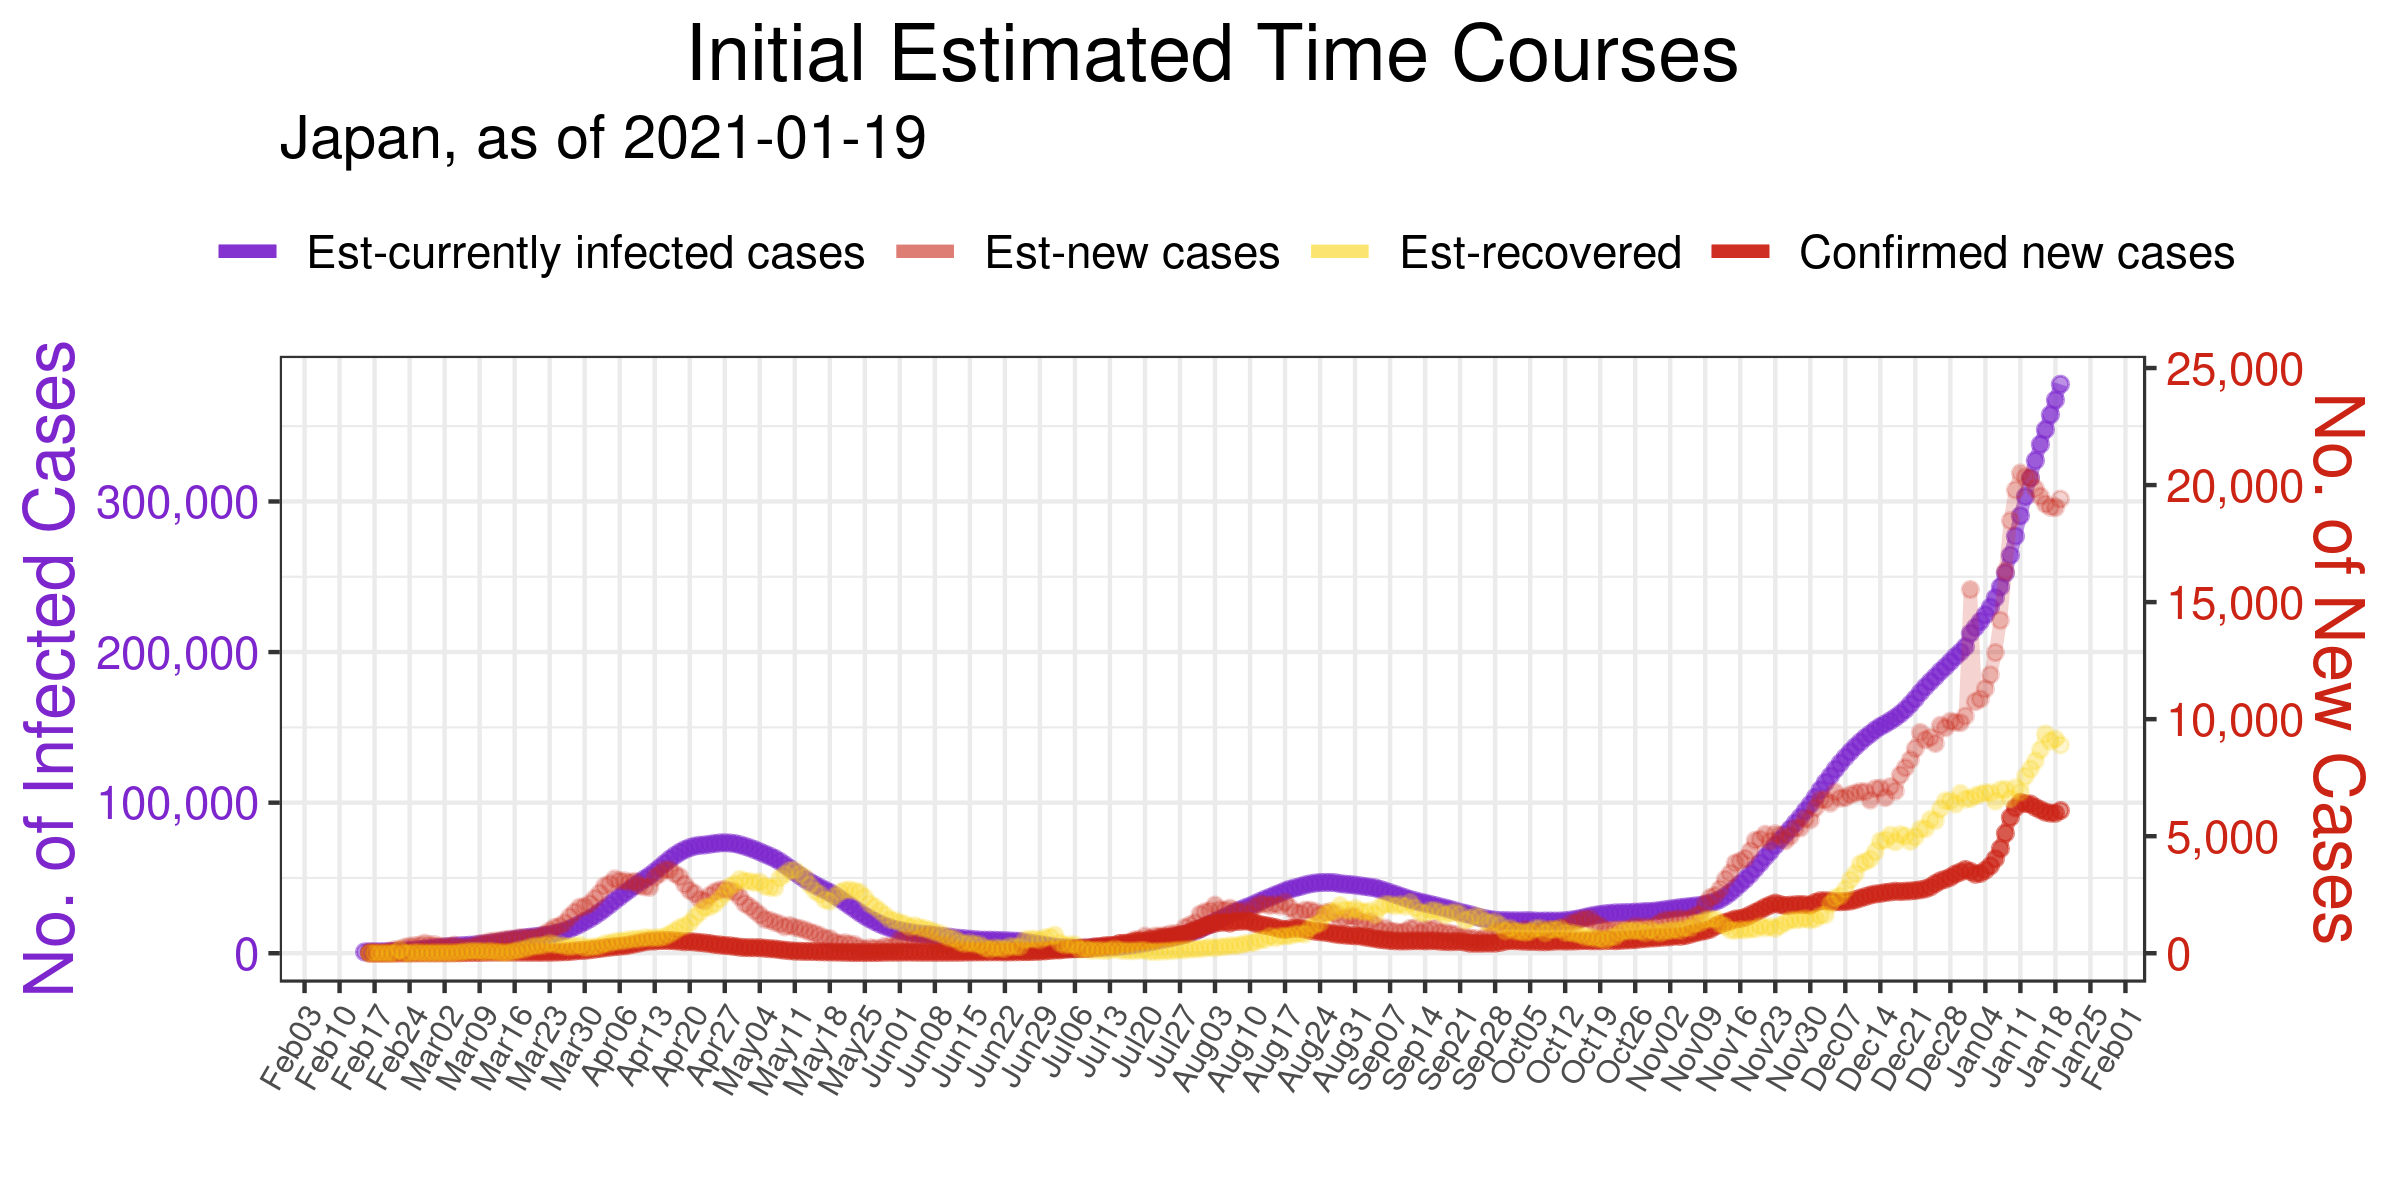 Initial Estimated Time Courses
Japan, as of 2021-01-19
Est-currently infected cases Est-new cases Est-recovered Confirmed new cases
No. of Infected Cases
300,000
200,000
100,000
0
25,000
20,000
15,000
10,000
5,000
0
No. of New Cases
Feb03 Feb10 Feb17 Feb24 Mar02 Mar09 Mar16 Mar23 Mar30 Apr06 Apr13 Apr20 Apr27 May04 May11 May18 May25 Jun01 Jun08 Jun15 Jun22 Jun29 Jul06 Jul13 Jul20 Jul27 Aug03 Aug10 Aug17 Aug24 Aug31 Sep07 Sep14 Sep21 Sep28 Oct05 Oct12 Oct19 Oct26 Nov02 Nov09 Nov16 Nov23 Nov30 Dec07 Dec14 Dec21 Dec28 Jan04 Jan11 Jan18 Jan25 Feb01